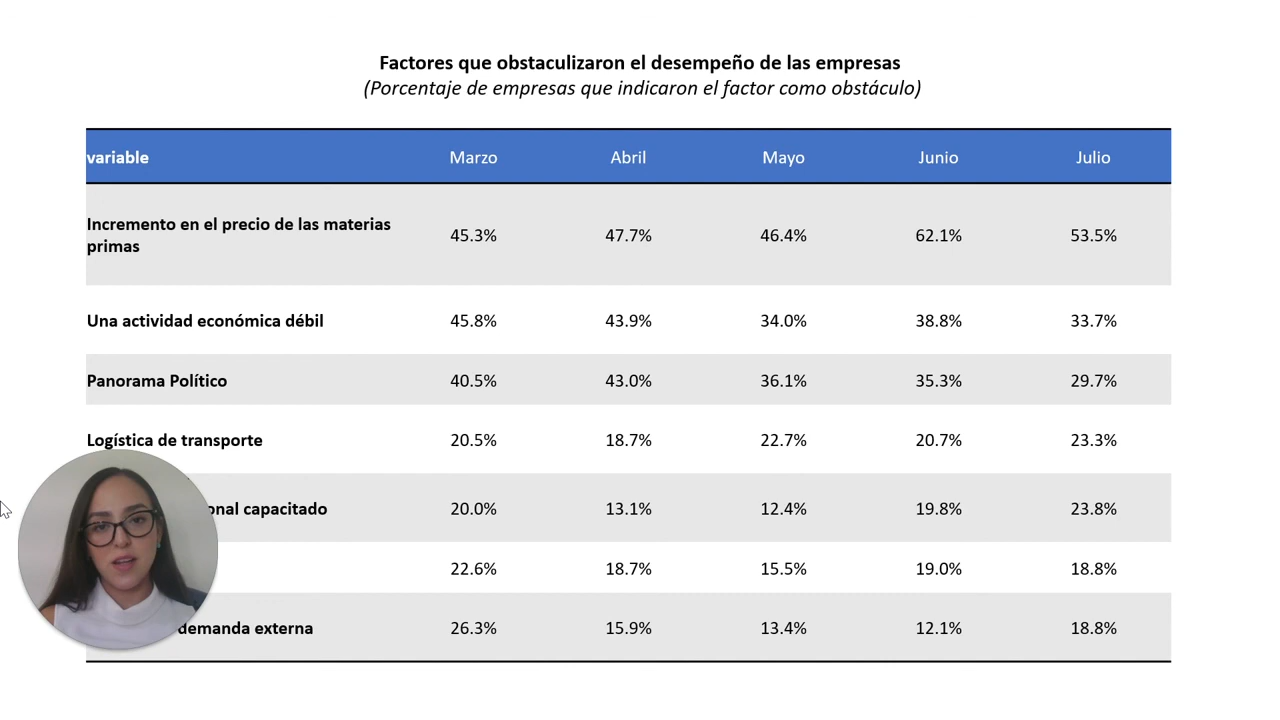 Factores que obstaculizaron el desempeño de las empresas
(Porcentaje de empresas que indicaron el factor como obstáculo)
variable Marzo Abril Mayo Junio Julio
Incremento en el precio de las materias
primas 45.3% 47.7% 46.4% 62.1% 53.5%
Una actividad económica débil 45.8% 43.9% 34.0% 38.8% 33.7%
Panorama Político 40.5% 43.0% 36.1% 35.3% 29.7%
Logística de transporte 20.5% 18.7% 22.7% 20.7% 23.3%
capacitado 20.0% 13.1% 12.4% 19.8% 23.8%
22.6% 18.7% 15.5% 19.0% 18.8%
demanda externa 26.3% 15.9% 13.4% 12.1% 18.8%